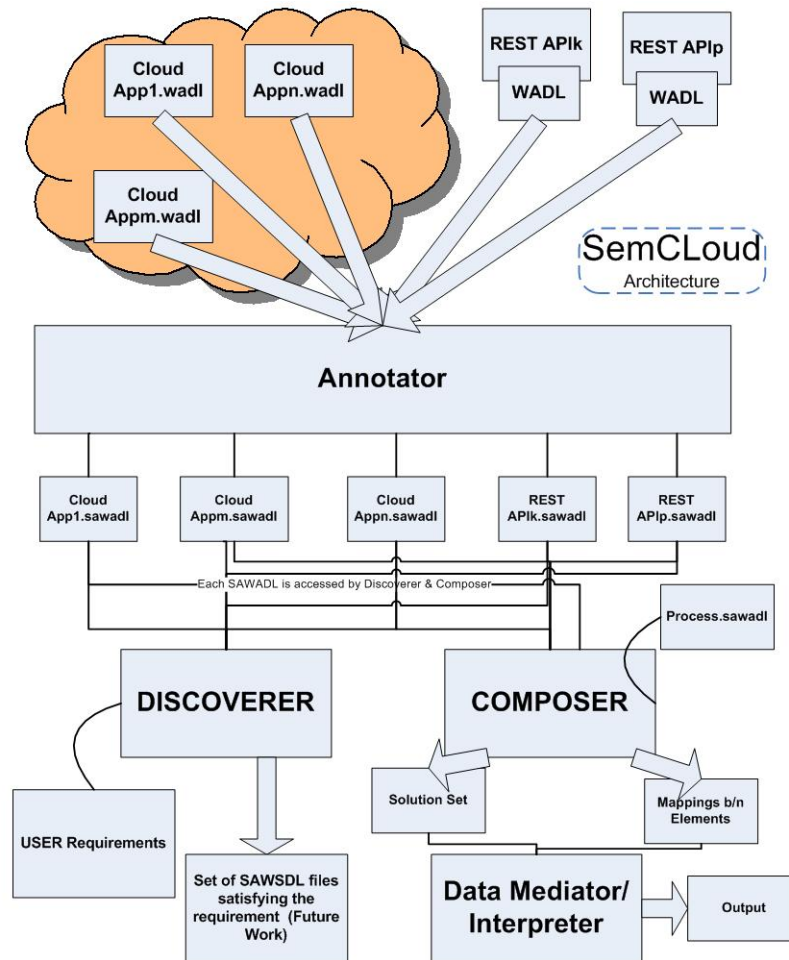 Cloud
App1.wadl
Cloud
Appn.wadl
REST APIk
WADL
REST APIp
WADL
Cloud
Appm.wadl
SemCLoud
Architecture
Annotator
Cloud
App1.sawadl
Cloud
Appm.sawadl
Cloud
Appn.sawadl
REST
APIk.sawadl
REST
APIp.sawadl
Each SAWADL is accessed by Discoverer & Composer
Process.sawadl
DISCOVERER
COMPOSER
Solution Set
Mappings b/n
Elements
USER Requirements
Set of SAWSDL files
satisfying the
requirement (Future
Work)
Data Mediator/
Interpreter
Output